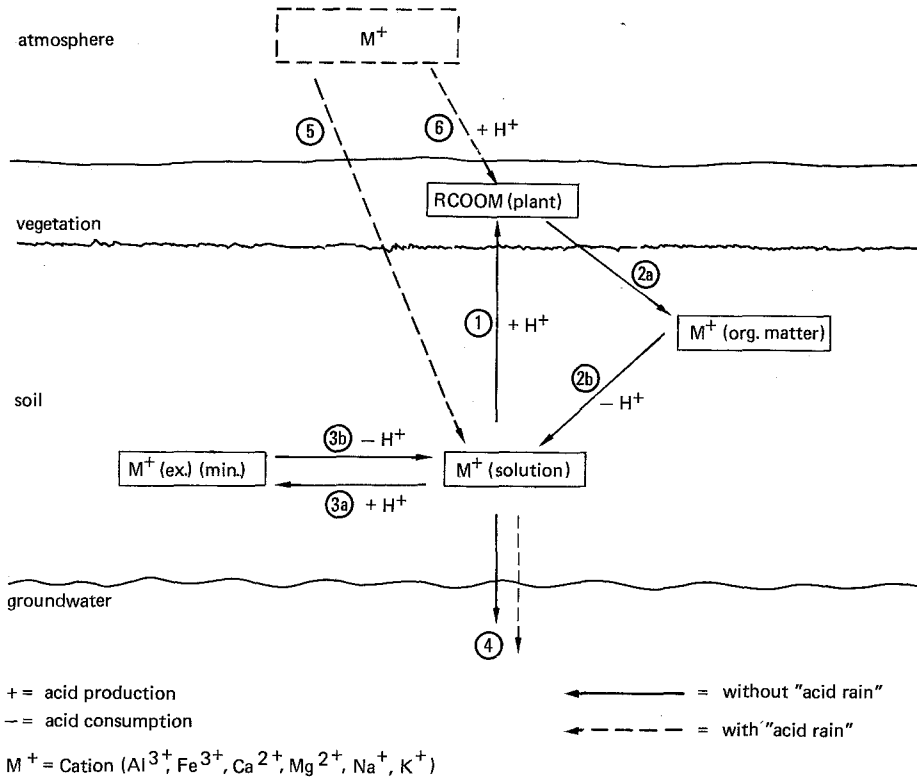 atmosphere
M+
5
6 + H+
RCOOM (plant)
vegetation
2a
1 + H+
M+ (org. matter)
2b
− H+
soil
3b − H+
M+ (ex.) (min.)
M+ (solution)
3a + H+
groundwater
4
+ = acid production
= without "acid rain"
− = acid consumption
= with "acid rain"
M+ = Cation (Al3+, Fe3+, Ca2+, Mg2+, Na+, K+)